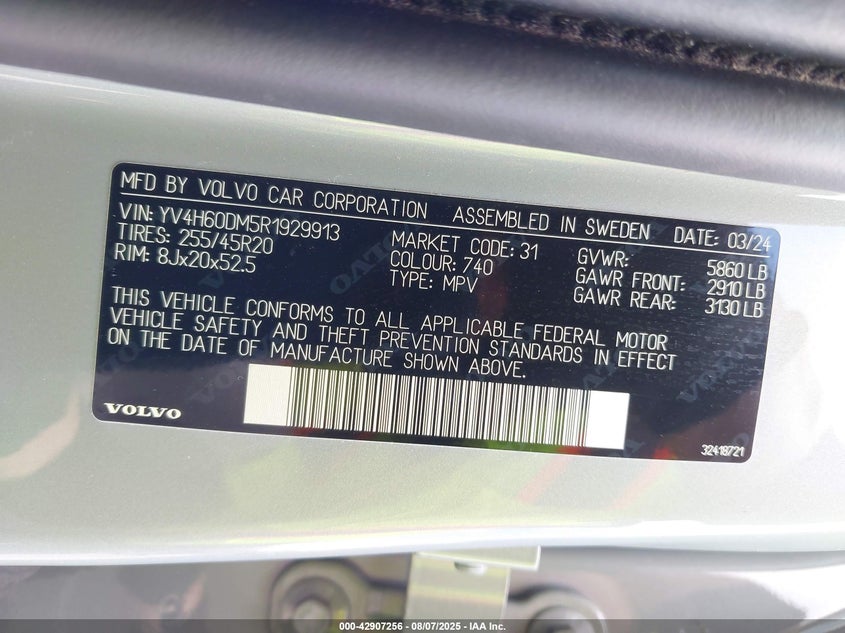 MFD BY VOLVO CAR CORPORATION ASSEMBLED IN SWEDEN DATE: 03/24
VIN: YV4H60DM5R1929913
TIRES: 255/45R20
RIM: 8Jx20x52.5
MARKET CODE: 31
COLOUR: 740
TYPE: MPV
GVWR: 5860 LB
GAWR FRONT: 2910 LB
GAWR REAR: 3130 LB
THIS VEHICLE CONFORMS TO ALL APPLICABLE FEDERAL MOTOR
VEHICLE SAFETY AND THEFT PREVENTION STANDARDS IN EFFECT
ON THE DATE OF MANUFACTURE SHOWN ABOVE.
VOLVO
32418721
000-42907256 - 08/07/2025 - IAA Inc.